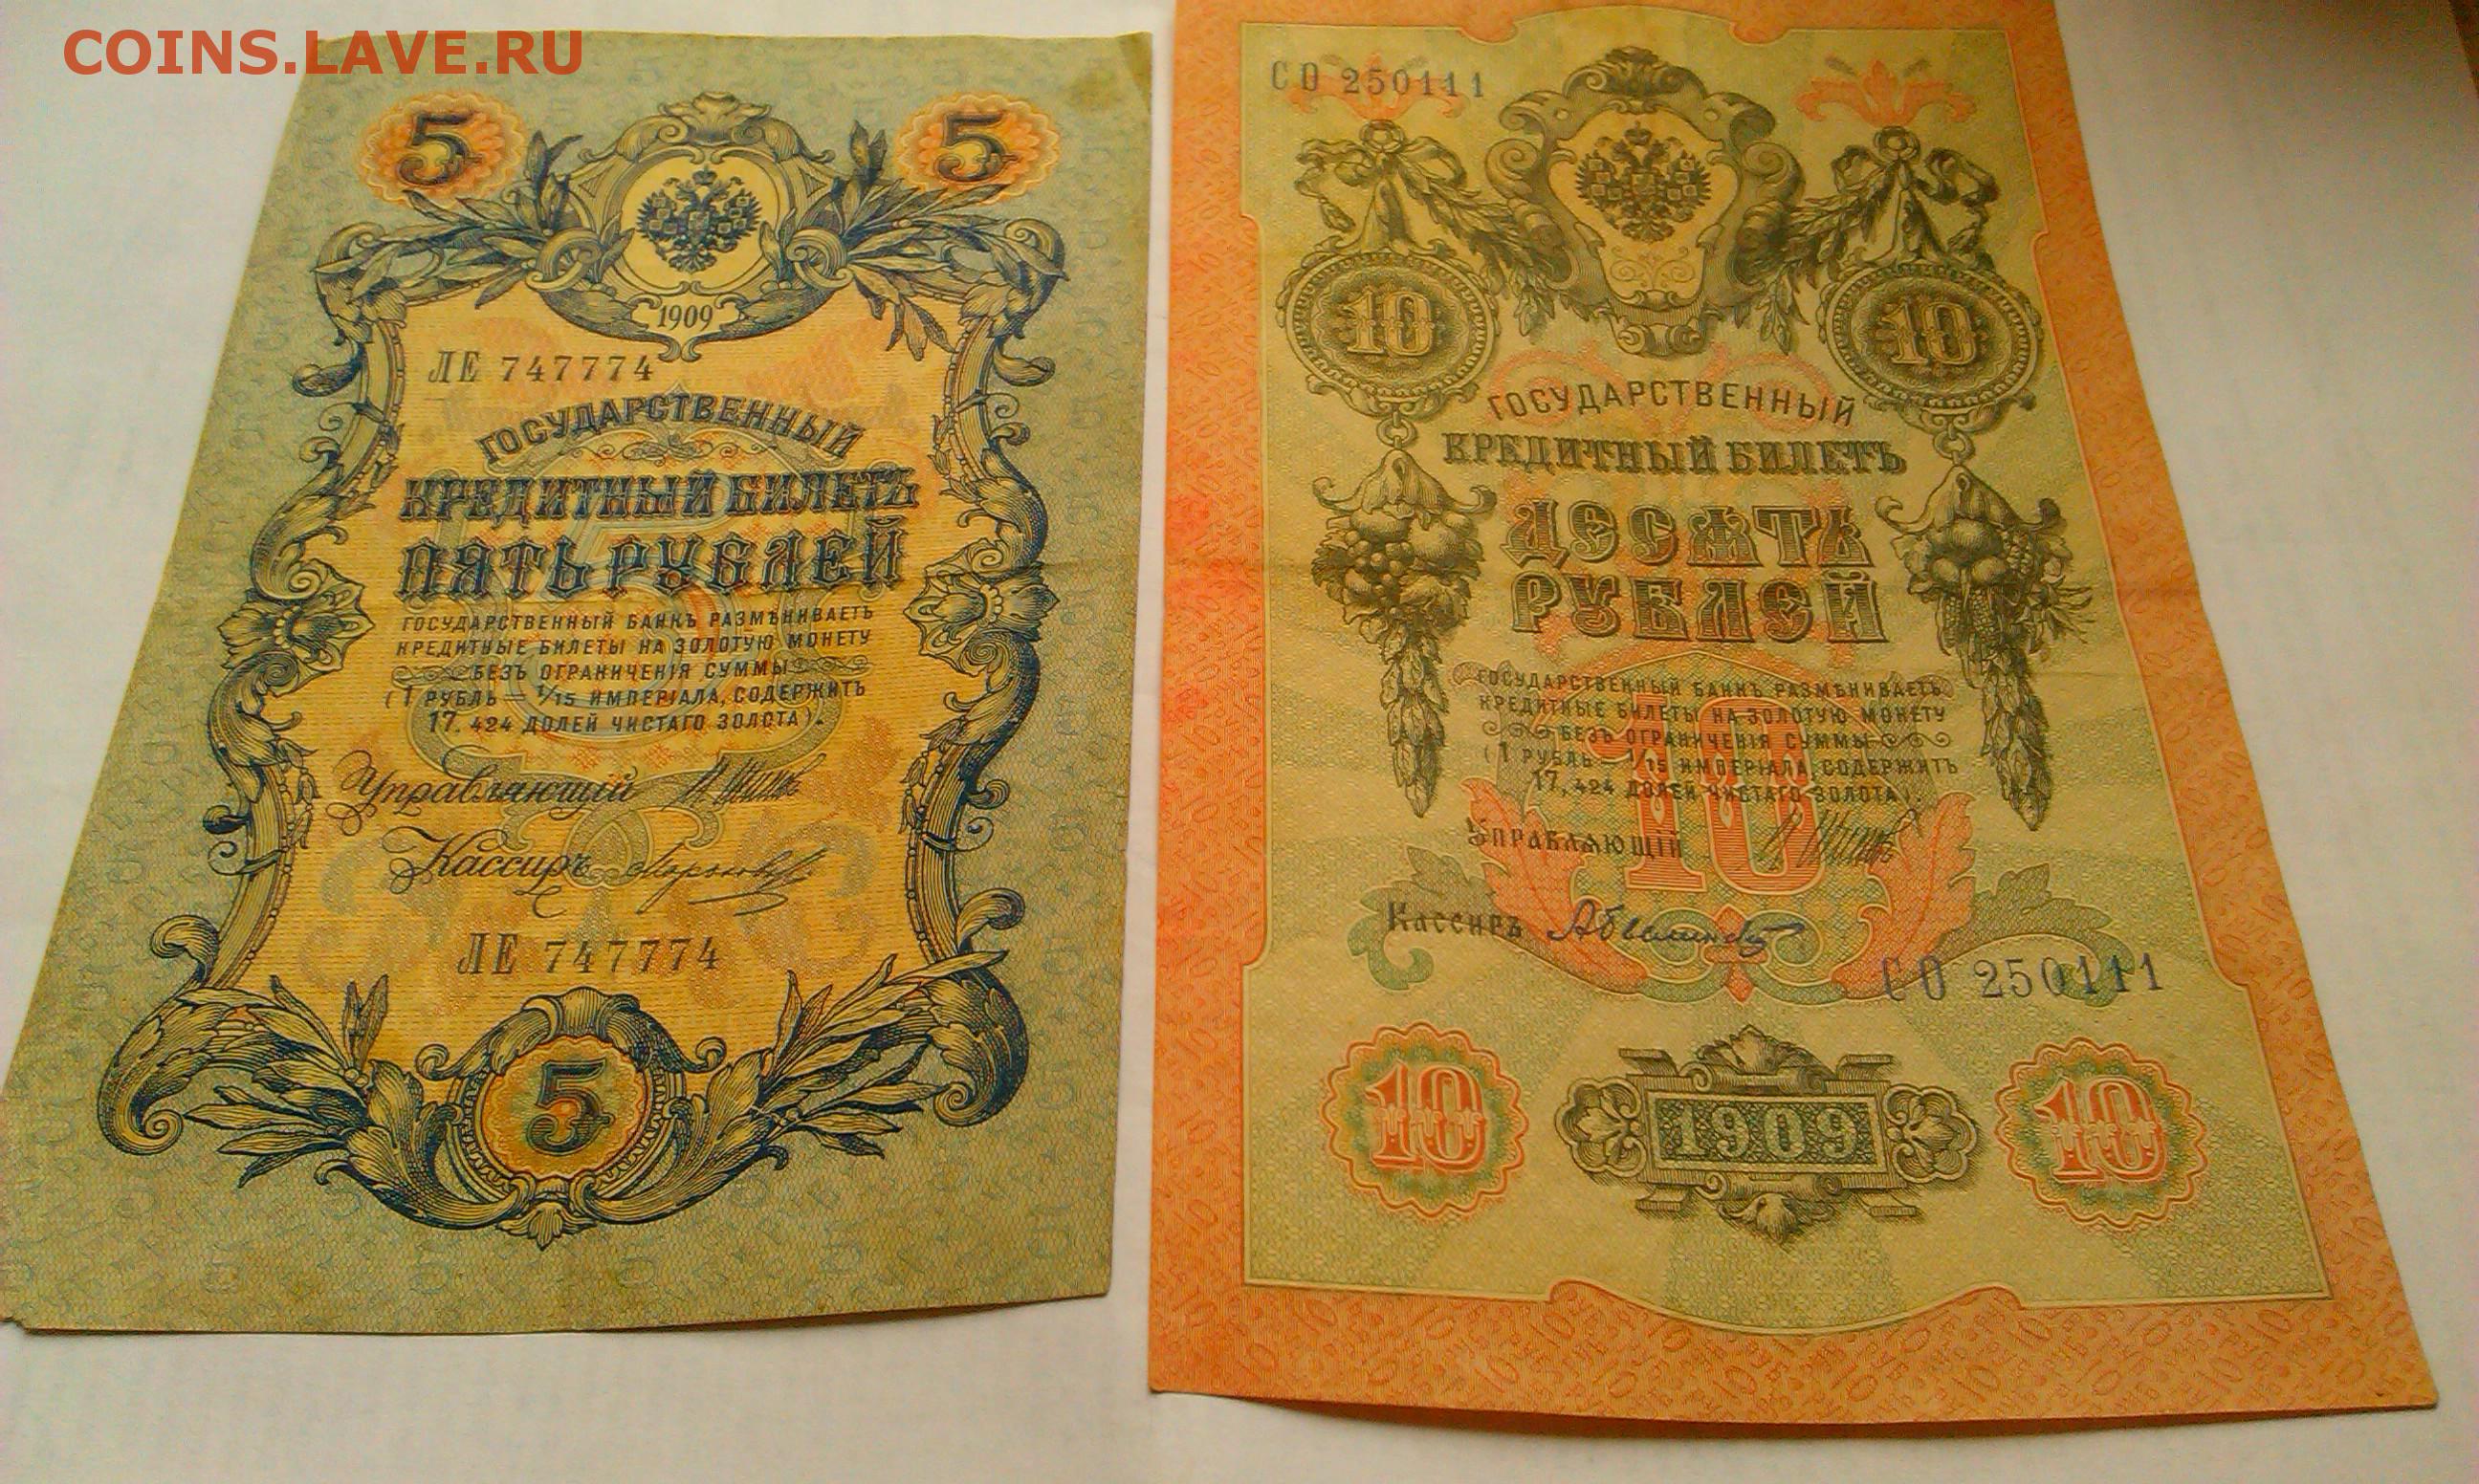 COINS.LAVE.RU
5 5
1909
ЛЕ 747774
ГОСУДАРСТВЕННЫЙ
КРЕДИТНЫЙ БИЛЕТЪ
ПЯТЬ РУБЛЕЙ
ГОСУДАРСТВЕННЫЙ БАНКЪ РАЗМѢНИВАЕТЪ
КРЕДИТНЫЕ БИЛЕТЫ НА ЗОЛОТУЮ МОНЕТУ
БЕЗЪ ОГРАНИЧЕНІЯ СУММЫ
(1 РУБЛЬ — 1/15 ИМПЕРІАЛА, СОДЕРЖИТЪ
17, 424 ДОЛЕЙ ЧИСТАГО ЗОЛОТА).
Управляющій
Кассиръ
ЛЕ 747774
5
СО 250111
10 10
ГОСУДАРСТВЕННЫЙ
КРЕДИТНЫЙ БИЛЕТЪ
ДЕСЯТЬ
РУБЛЕЙ
ГОСУДАРСТВЕННЫЙ БАНКЪ РАЗМѢНИВАЕТЪ
КРЕДИТНЫЕ БИЛЕТЫ НА ЗОЛОТУЮ МОНЕТУ
БЕЗЪ ОГРАНИЧЕНІЯ СУММЫ
(1 РУБЛЬ — 1/15 ИМПЕРІАЛА, СОДЕРЖИТЪ
17, 424 ДОЛЕЙ ЧИСТАГО ЗОЛОТА).
УПРАВЛЯЮЩІЙ
КАССИРЪ
СО 250111
10
10 1909 10